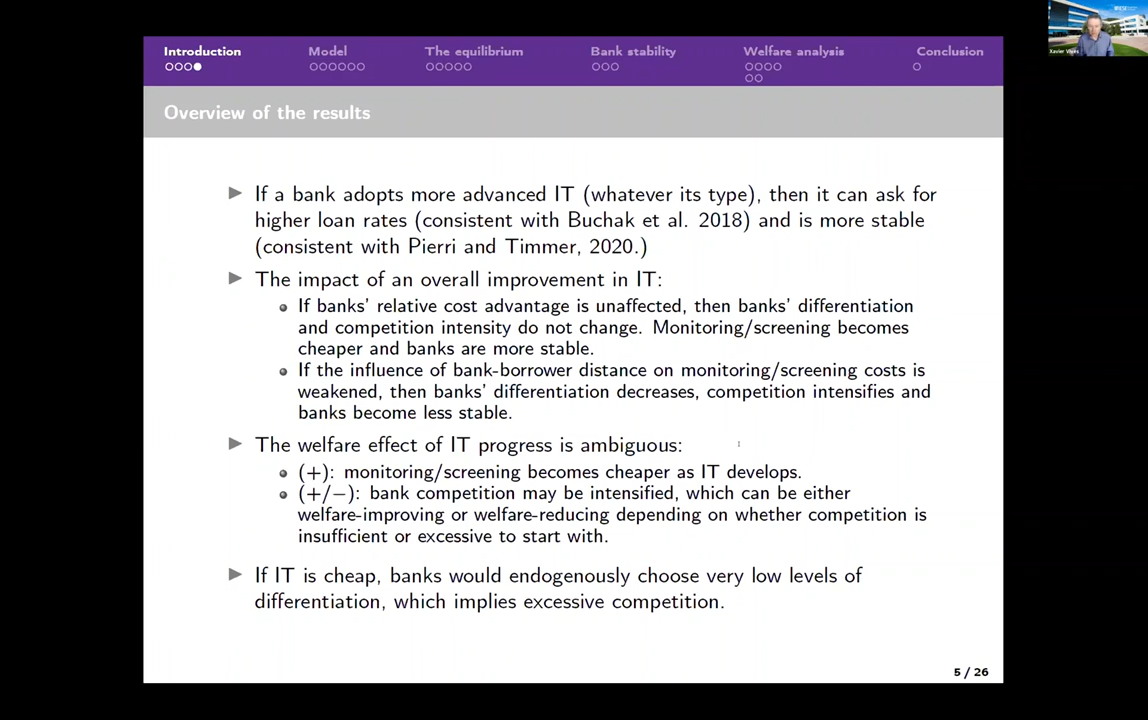 Introduction
Model
The equilibrium
Bank stability
Welfare analysis
Conclusion
Overview of the results
If a bank adopts more advanced IT (whatever its type), then it can ask for
higher loan rates (consistent with Buchak et al. 2018) and is more stable
(consistent with Pierri and Timmer, 2020.)
The impact of an overall improvement in IT:
If banks' relative cost advantage is unaffected, then banks' differentiation
and competition intensity do not change. Monitoring/screening becomes
cheaper and banks are more stable.
If the influence of bank-borrower distance on monitoring/screening costs is
weakened, then banks' differentiation decreases, competition intensifies and
banks become less stable.
The welfare effect of IT progress is ambiguous:
(+): monitoring/screening becomes cheaper as IT develops.
(+/−): bank competition may be intensified, which can be either
welfare-improving or welfare-reducing depending on whether competition is
insufficient or excessive to start with.
If IT is cheap, banks would endogenously choose very low levels of
differentiation, which implies excessive competition.
5 / 26
Xavier Vives